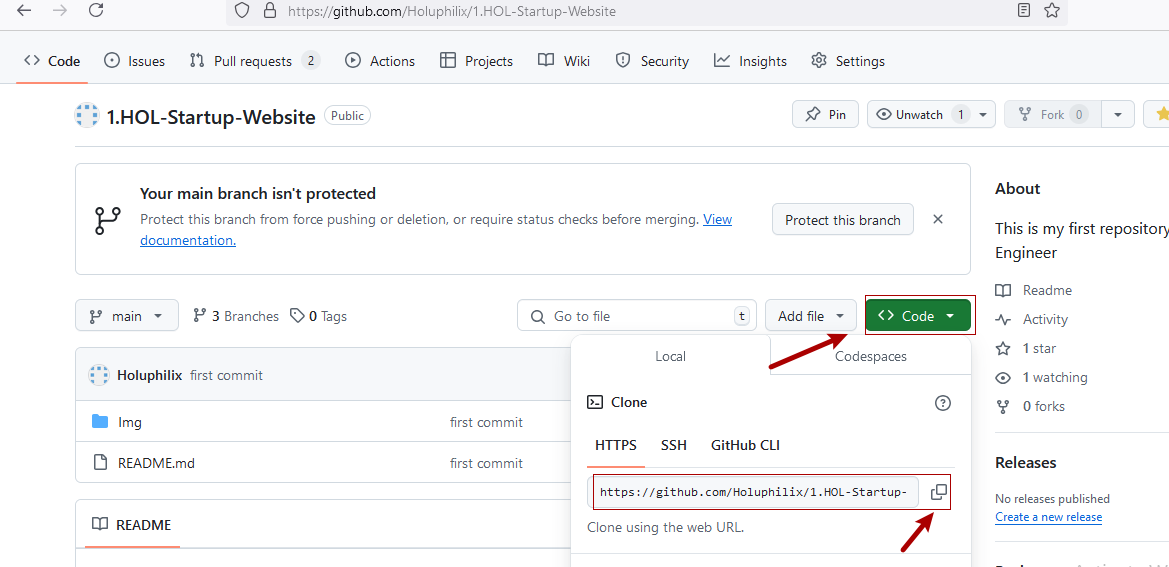 https://github.com/Holuphilix/1.HOL-Startup-Website
Code Issues Pull requests 2 Actions Projects Wiki Security Insights Settings
1.HOL-Startup-Website Public Pin Unwatch 1 Fork 0
Your main branch isn't protected
Protect this branch from force pushing or deletion, or require status checks before merging. View
documentation.
Protect this branch
main 3 Branches 0 Tags Go to file t Add file Code
Holuphilix first commit
Img first commit
README.md first commit
README
Local Codespaces
Clone
HTTPS SSH GitHub CLI
https://github.com/Holuphilix/1.HOL-Startup-
Clone using the web URL.
About
This is my first repository
Engineer
Readme
Activity
1 star
1 watching
0 forks
Releases
No releases published
Create a new release